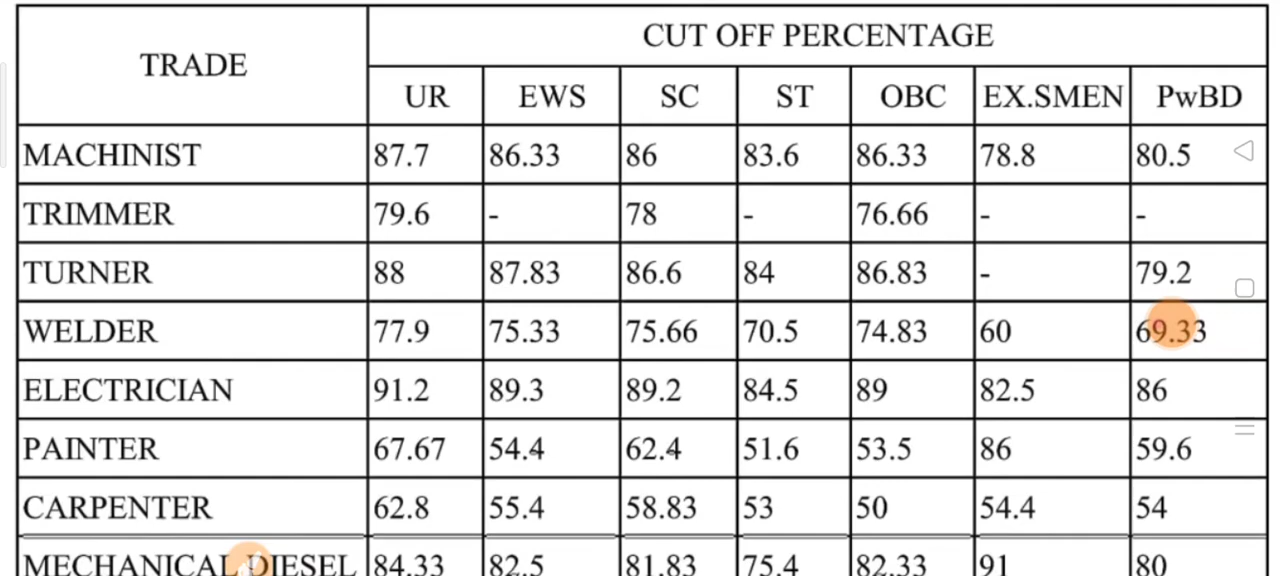 TRADE CUT OFF PERCENTAGE
UR EWS SC ST OBC EX.SMEN PwBD
MACHINIST 87.7 86.33 86 83.6 86.33 78.8 80.5
TRIMMER 79.6 - 78 - 76.66 - -
TURNER 88 87.83 86.6 84 86.83 - 79.2
WELDER 77.9 75.33 75.66 70.5 74.83 60 69.33
ELECTRICIAN 91.2 89.3 89.2 84.5 89 82.5 86
PAINTER 67.67 54.4 62.4 51.6 53.5 86 59.6
CARPENTER 62.8 55.4 58.83 53 50 54.4 54
MECHANICAL DIESEL 84.33 82.5 81.83 75.4 82.33 91 80